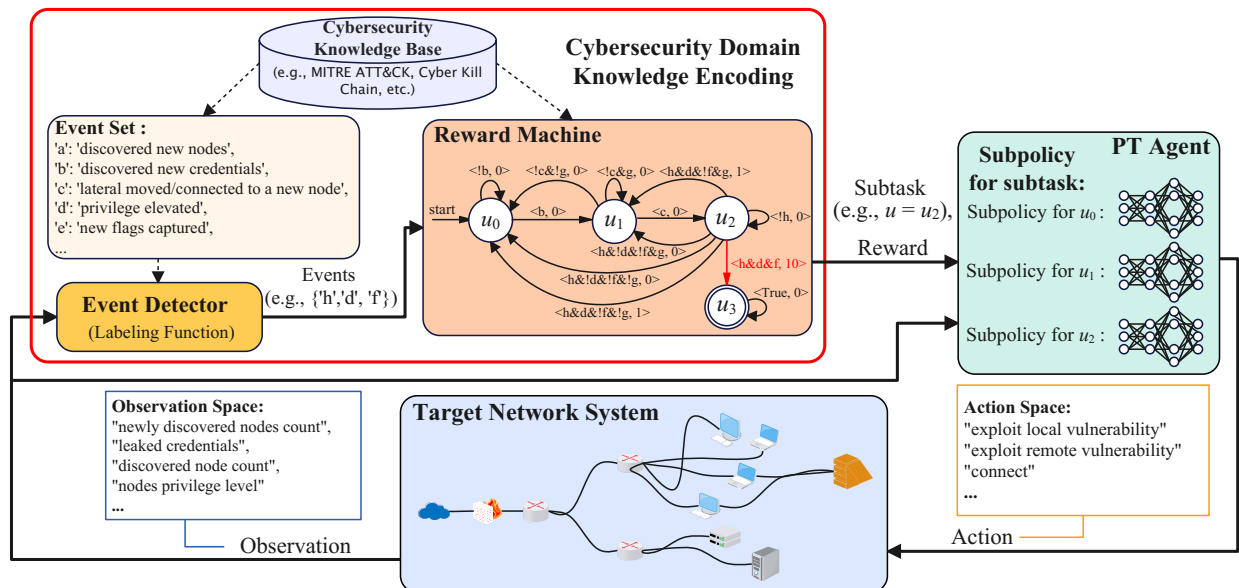 Cybersecurity
Knowledge Base
(e.g., MITRE ATT&CK, Cyber Kill
Chain, etc.)
Cybersecurity Domain
Knowledge Encoding
Event Set :
'a': 'discovered new nodes',
'b': 'discovered new credentials',
'c': 'lateral moved/connected to a new node',
'd': 'privilege elevated',
'e': 'new flags captured',
...
Event Detector
(Labeling Function)
Events
(e.g., {'h','d', 'f'})
Reward Machine
<!b, 0>
<!c&!g, 0>
<!c&g, 0>
<h&d&!f&g, 1>
start
u0
<b, 0>
u1
<c, 0>
u2
<!h, 0>
<h&!d&!f&g, 0>
<h&!d&!f&!g, 0>
<h&d&f, 10>
<h&d&!f&!g, 1>
u3
<True, 0>
Subtask
(e.g., u = u2),
Reward
PT Agent
Subpolicy
for subtask:
Subpolicy for u0 :
Subpolicy for u1 :
Subpolicy for u2 :
Observation Space:
"newly discovered nodes count",
"leaked credentials",
"discovered node count",
"nodes privilege level"
...
Observation
Target Network System
Action Space:
"exploit local vulnerability"
"exploit remote vulnerability"
"connect"
...
Action